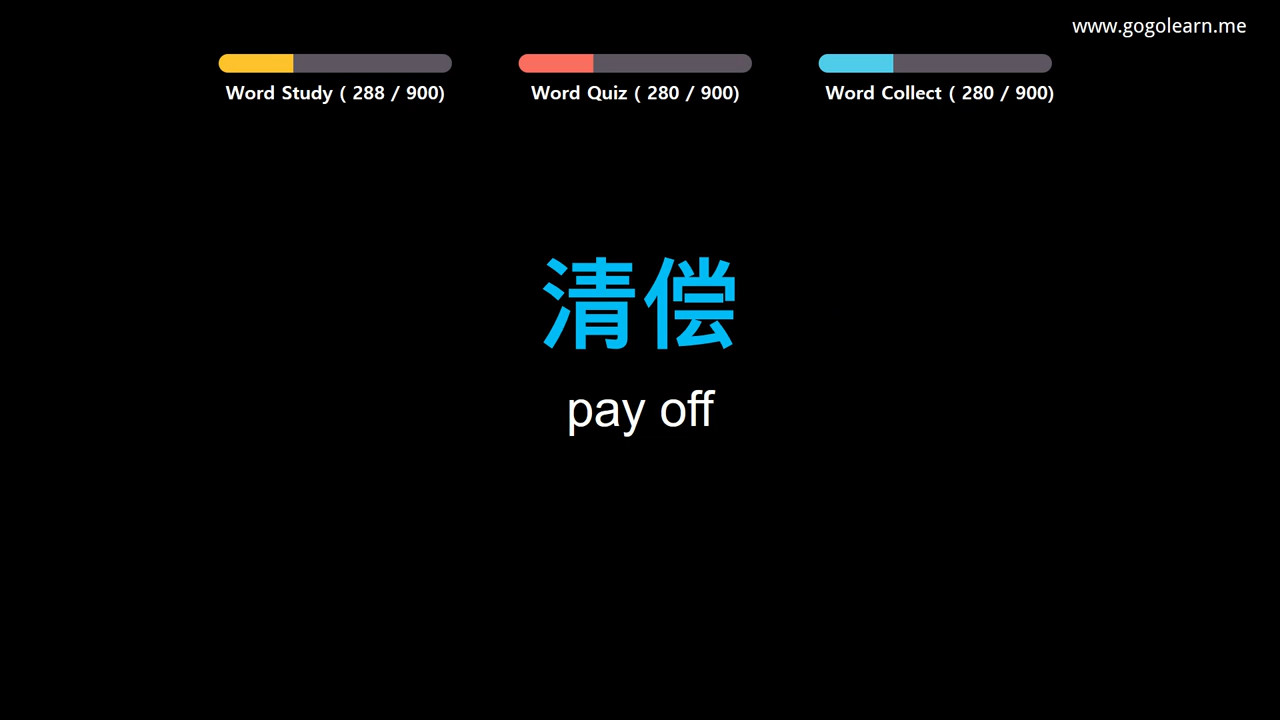 www.gogolearn.me
Word Study ( 288 / 900)
Word Quiz ( 280 / 900)
Word Collect ( 280 / 900)
清偿
pay off